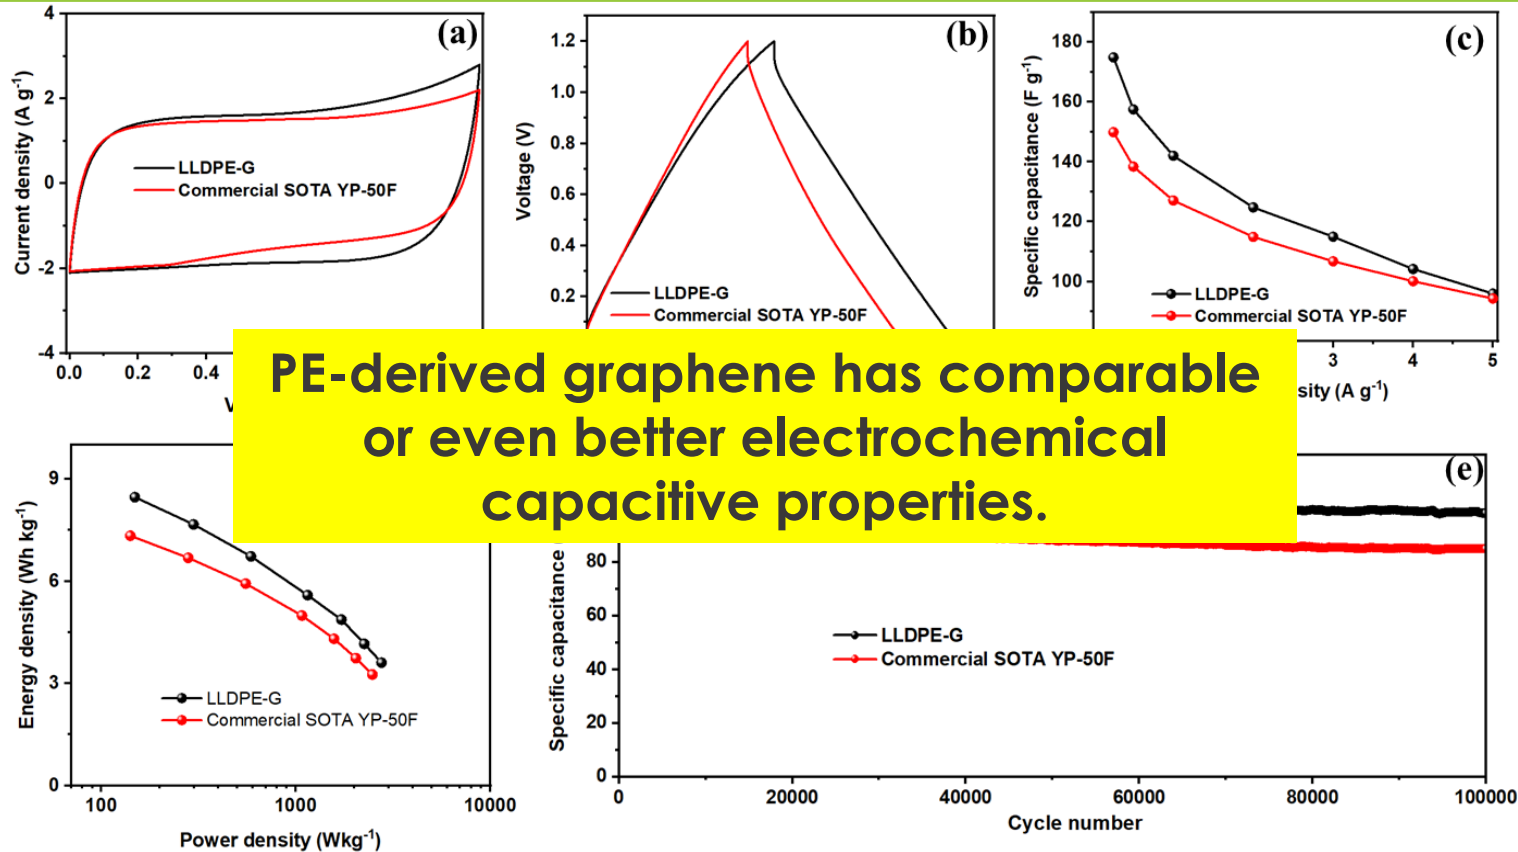 (a)
4
2
0
-2
-4
Current density (A g⁻¹)
LLDPE-G
Commercial SOTA YP-50F
0.0 0.2 0.4
(b)
1.2
1.0
0.8
0.6
0.4
0.2
Voltage (V)
LLDPE-G
Commercial SOTA YP-50F
(c)
180
160
140
120
100
Specific capacitance (F g⁻¹)
LLDPE-G
Commercial SOTA YP-50F
3 4 5
sity (A g⁻¹)
PE-derived graphene has comparable
or even better electrochemical
capacitive properties.
9
6
3
0
Energy density (Wh kg⁻¹)
LLDPE-G
Commercial SOTA YP-50F
100 1000 10000
Power density (Wkg⁻¹)
(e)
80
60
40
20
0
Specific capacitance
LLDPE-G
Commercial SOTA YP-50F
0 20000 40000 60000 80000 100000
Cycle number